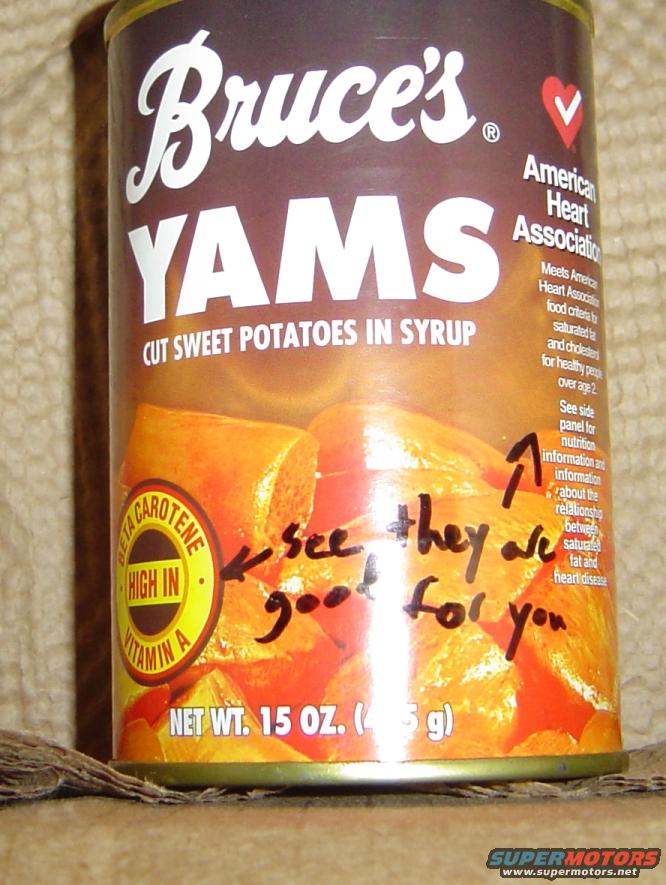 Bruce's ®
YAMS
CUT SWEET POTATOES IN SYRUP
American
Heart
Association
Meets American
Heart Association
food criteria for
saturated fat
and cholesterol
for healthy people
over age 2.
See side
panel for
nutrition
information and
information
about the
relationship
between
saturated
fat and
heart disease
BETA CAROTENE
HIGH IN
VITAMIN A
see they are
good for you
NET WT. 15 OZ. (4 5 g)
SUPERMOTORS
www.supermotors.net